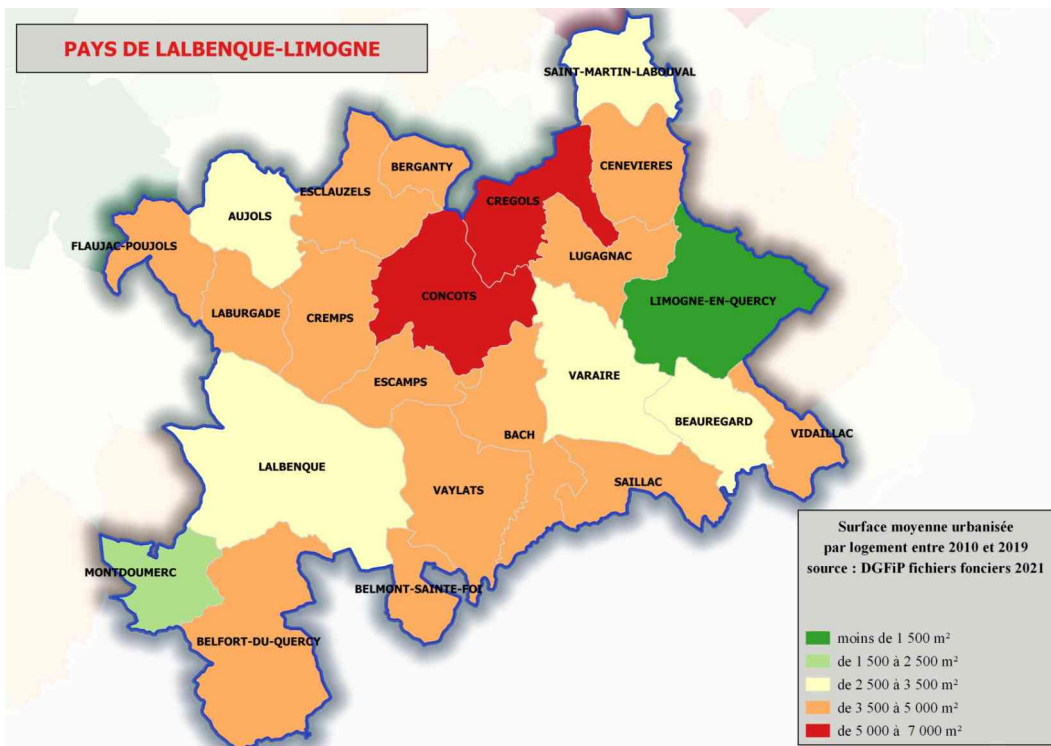 PAYS DE LALBENQUE-LIMOGNE
SAINT-MARTIN-LABOUVAL
BERGANTY
CENEVIERES
ESCLAUZELS
CREGOLS
AUJOLS
FLAUJAC-POUJOLS
LUGAGNAC
CONCOTS
LIMOGNE-EN-QUERCY
LABURGADE
CREMPS
ESCAMPS
VARAIRE
BEAUREGARD
BACH
VIDAILLAC
LALBENQUE
SAILLAC
VAYLATS
MONTDOUMERC
BELMONT-SAINTE-FOI
BELFORT-DU-QUERCY
Surface moyenne urbanisée
par logement entre 2010 et 2019
source : DGFiP fichiers fonciers 2021
moins de 1 500 m²
de 1 500 à 2 500 m²
de 2 500 à 3 500 m²
de 3 500 à 5 000 m²
de 5 000 à 7 000 m²